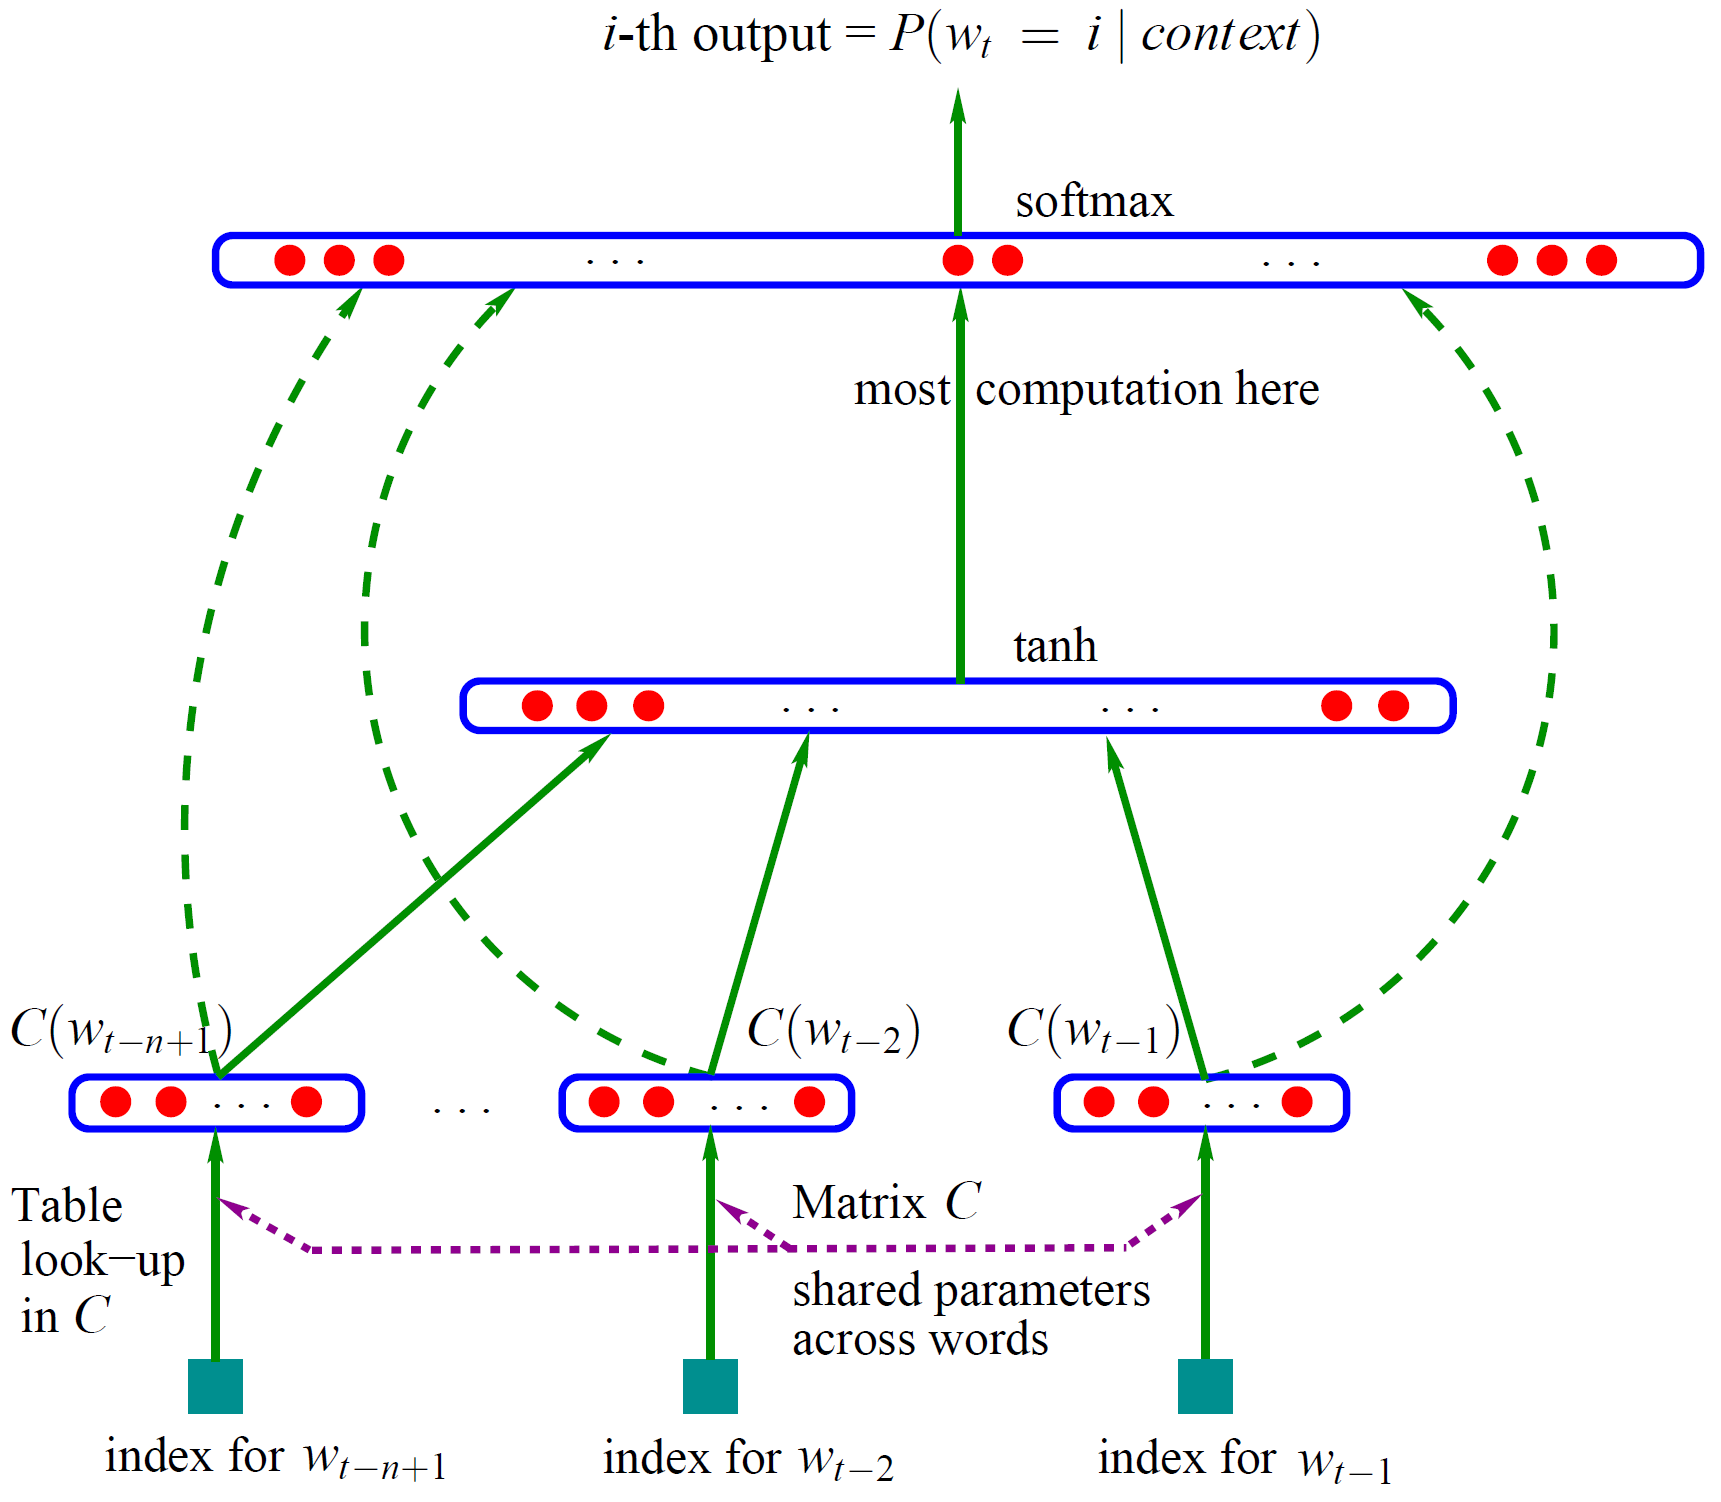 i-th output = P(w_t = i | context)
softmax
. . .
. . .
most computation here
tanh
. . .
. . .
C(w_{t−n+1})
C(w_{t−2})
C(w_{t−1})
. . .
. . .
. . .
. . .
Table
look−up
in C
Matrix C
shared parameters
across words
index for w_{t−n+1}
index for w_{t−2}
index for w_{t−1}